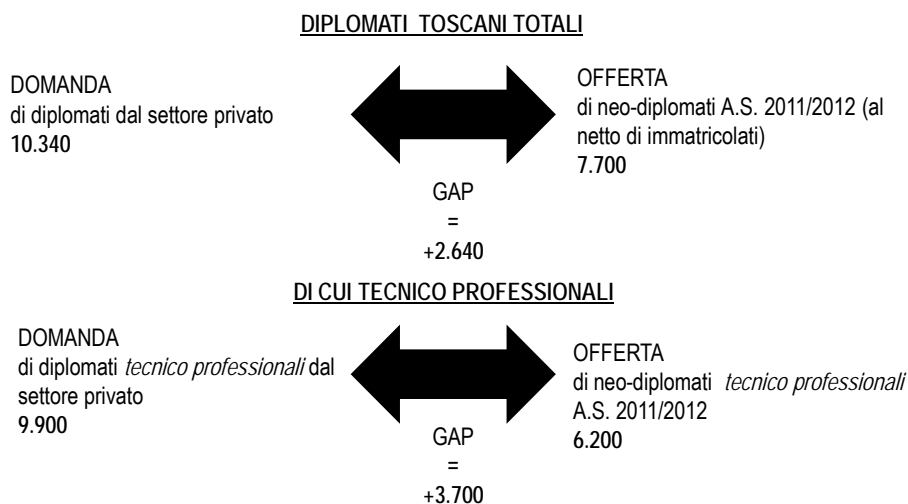 DIPLOMATI TOSCANI TOTALI
DOMANDA
di diplomati dal settore privato
10.340
OFFERTA
di neo-diplomati A.S. 2011/2012 (al
netto di immatricolati)
7.700
GAP
=
+2.640
DI CUI TECNICO PROFESSIONALI
DOMANDA
di diplomati tecnico professionali dal
settore privato
9.900
OFFERTA
di neo-diplomati tecnico professionali
A.S. 2011/2012
6.200
GAP
=
+3.700